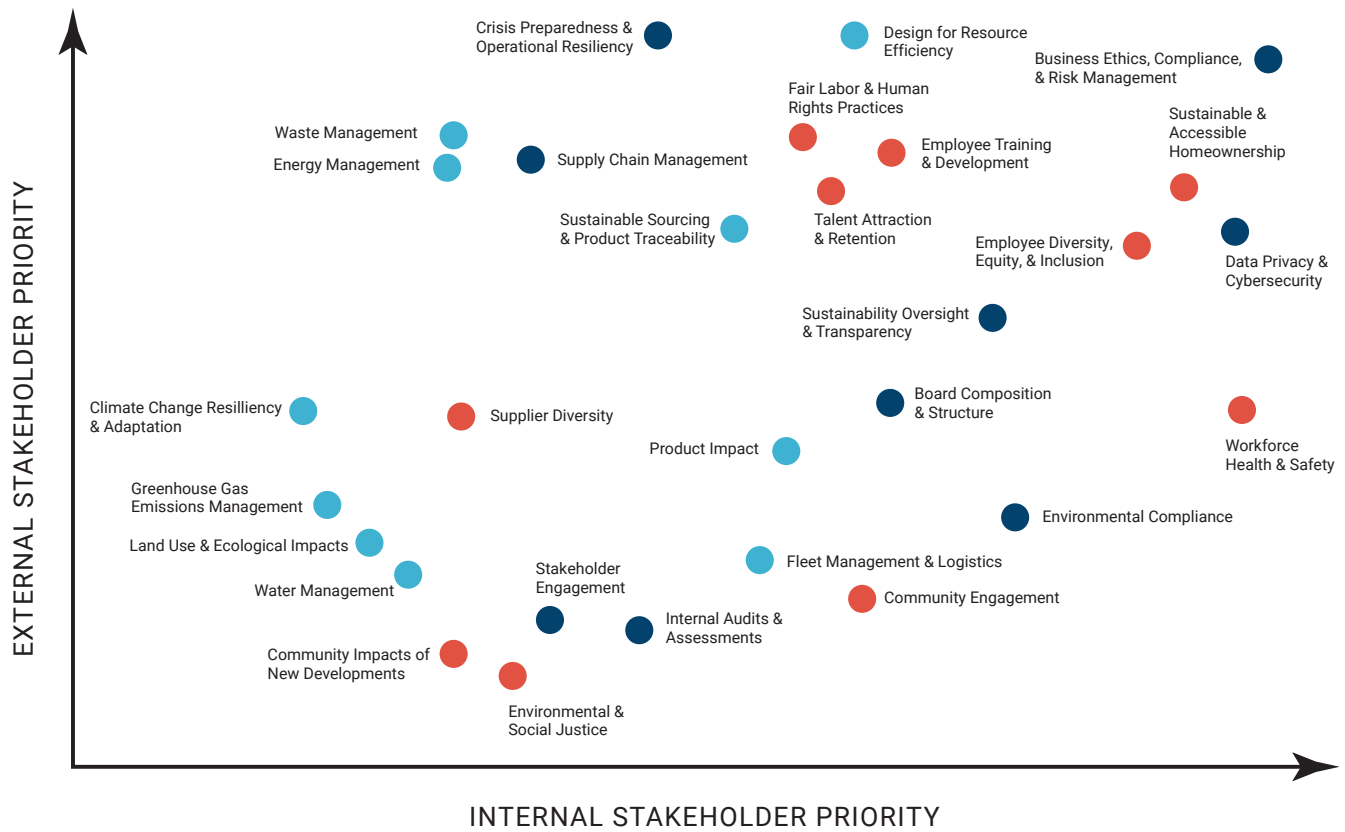 Crisis Preparedness &
Operational Resiliency
Design for Resource
Efficiency
Business Ethics, Compliance,
& Risk Management
Fair Labor & Human
Rights Practices
Sustainable &
Accessible
Homeownership
Waste Management
Energy Management
Supply Chain Management
Employee Training
& Development
Sustainable Sourcing
& Product Traceability
Talent Attraction
& Retention
Employee Diversity,
Equity, & Inclusion
Data Privacy &
Cybersecurity
Sustainability Oversight
& Transparency
Climate Change Resilliency
& Adaptation
Supplier Diversity
Board Composition
& Structure
Product Impact
Workforce
Health & Safety
Greenhouse Gas
Emissions Management
Environmental Compliance
Land Use & Ecological Impacts
Fleet Management & Logistics
Water Management
Stakeholder
Engagement
Community Engagement
Internal Audits &
Assessments
Community Impacts of
New Developments
Environmental &
Social Justice
EXTERNAL STAKEHOLDER PRIORITY
INTERNAL STAKEHOLDER PRIORITY